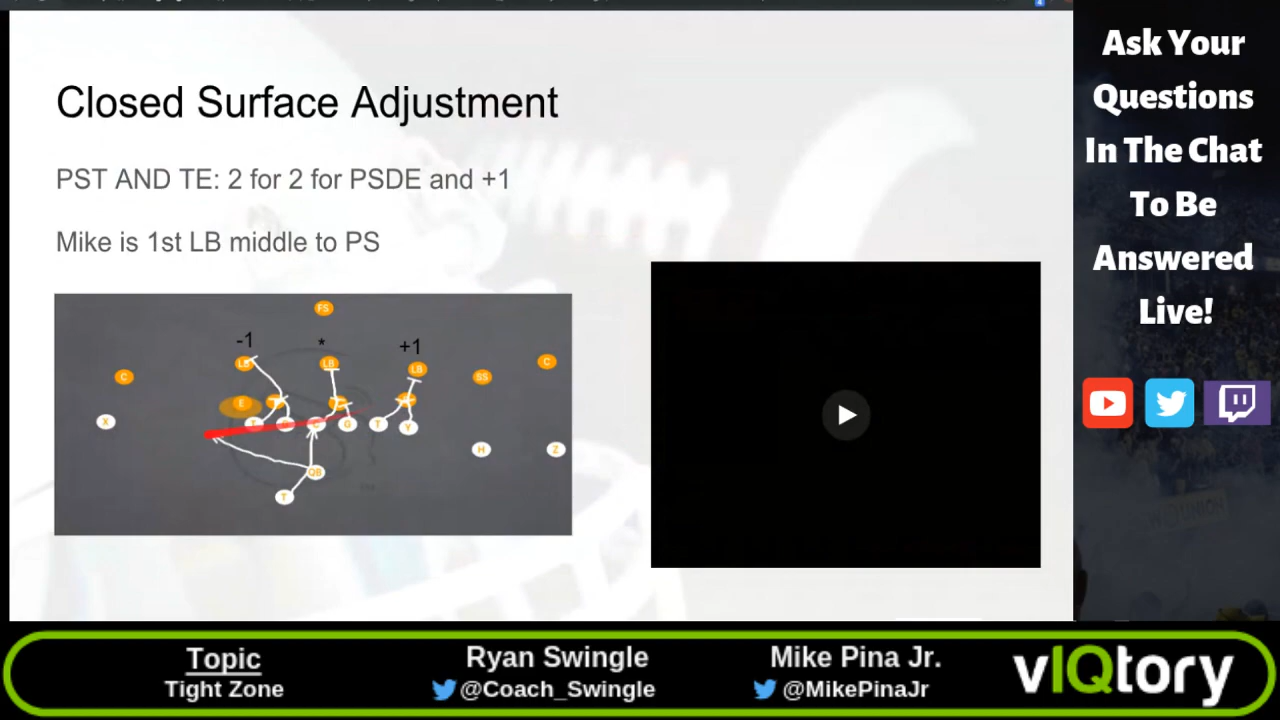 Closed Surface Adjustment
PST AND TE: 2 for 2 for PSDE and +1
Mike is 1st LB middle to PS
FS
-1
*
+1
LB
LB
LB
C
C
SS
E
X
T
G
C
G
T
Y
H
Z
QB
T
Ask Your
Questions
In The Chat
To Be
Answered
Live!
Topic
Tight Zone
Ryan Swingle
@Coach_Swingle
Mike Pina Jr.
@MikePinaJr
vIQtory